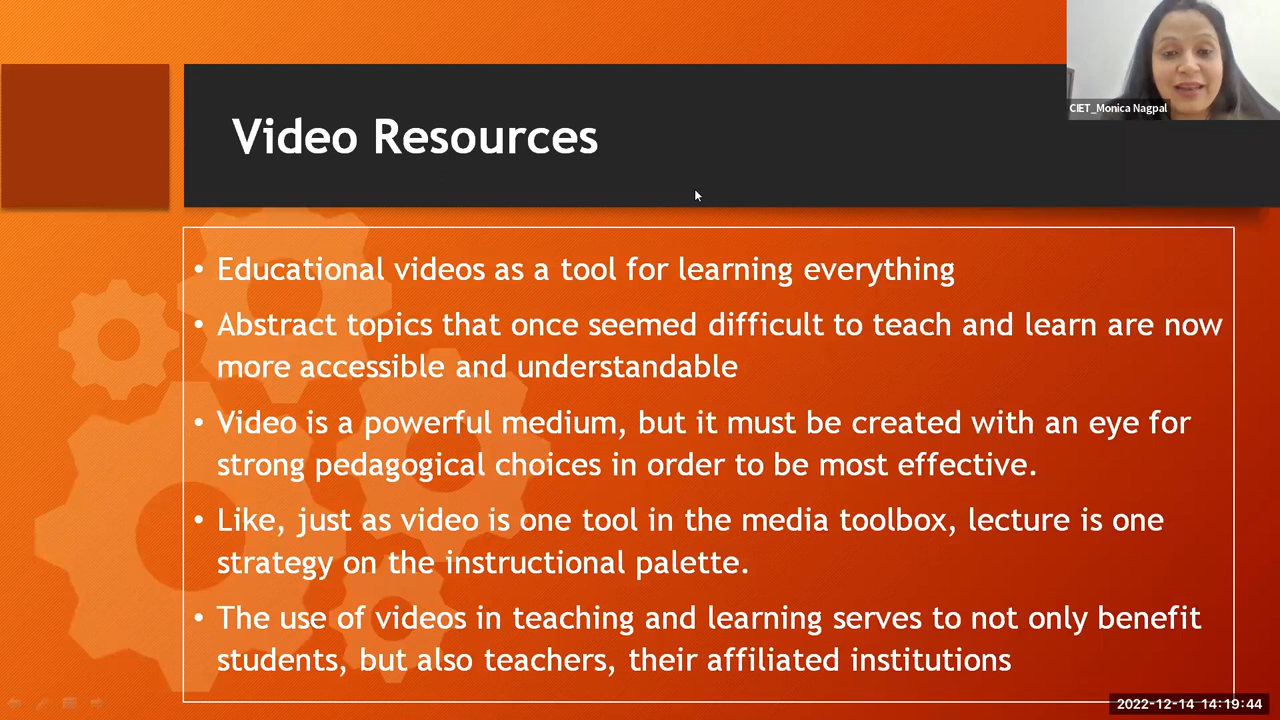 CIET_Monica Nagpal
Video Resources
• Educational videos as a tool for learning everything
• Abstract topics that once seemed difficult to teach and learn are now
more accessible and understandable
• Video is a powerful medium, but it must be created with an eye for
strong pedagogical choices in order to be most effective.
• Like, just as video is one tool in the media toolbox, lecture is one
strategy on the instructional palette.
• The use of videos in teaching and learning serves to not only benefit
students, but also teachers, their affiliated institutions
2022-12-14 14:19:44